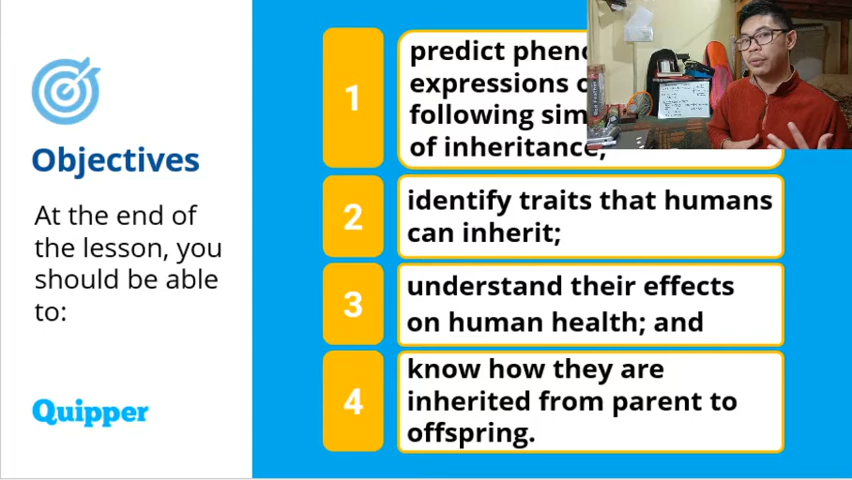 Objectives
At the end of
the lesson, you
should be able
to:
Quipper
1
predict
expressions
following
of inheritance;
2
identify traits that humans
can inherit;
3
understand their effects
on human health; and
4
know how they are
inherited from parent to
offspring.